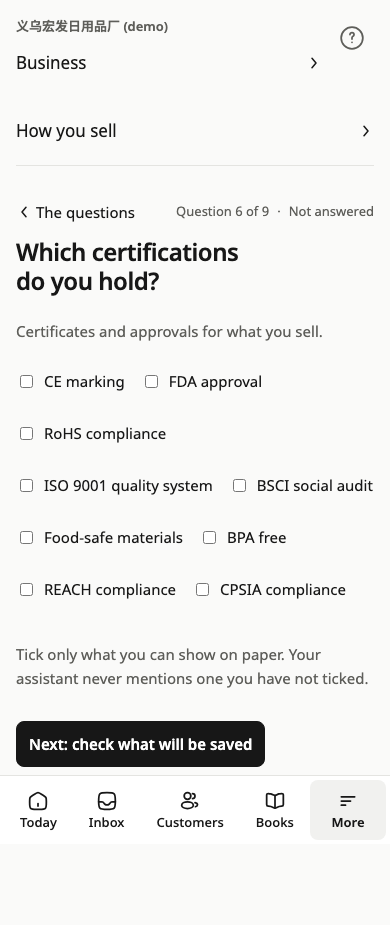 义乌宏发日用品厂 (demo)
Business
How you sell
The questions
Question 6 of 9 · Not answered
Which certifications
do you hold?
Certificates and approvals for what you sell.
CE marking
FDA approval
RoHS compliance
ISO 9001 quality system
BSCI social audit
Food-safe materials
BPA free
REACH compliance
CPSIA compliance
Tick only what you can show on paper. Your
assistant never mentions one you have not ticked.
Next: check what will be saved
Today
Inbox
Customers
Books
More